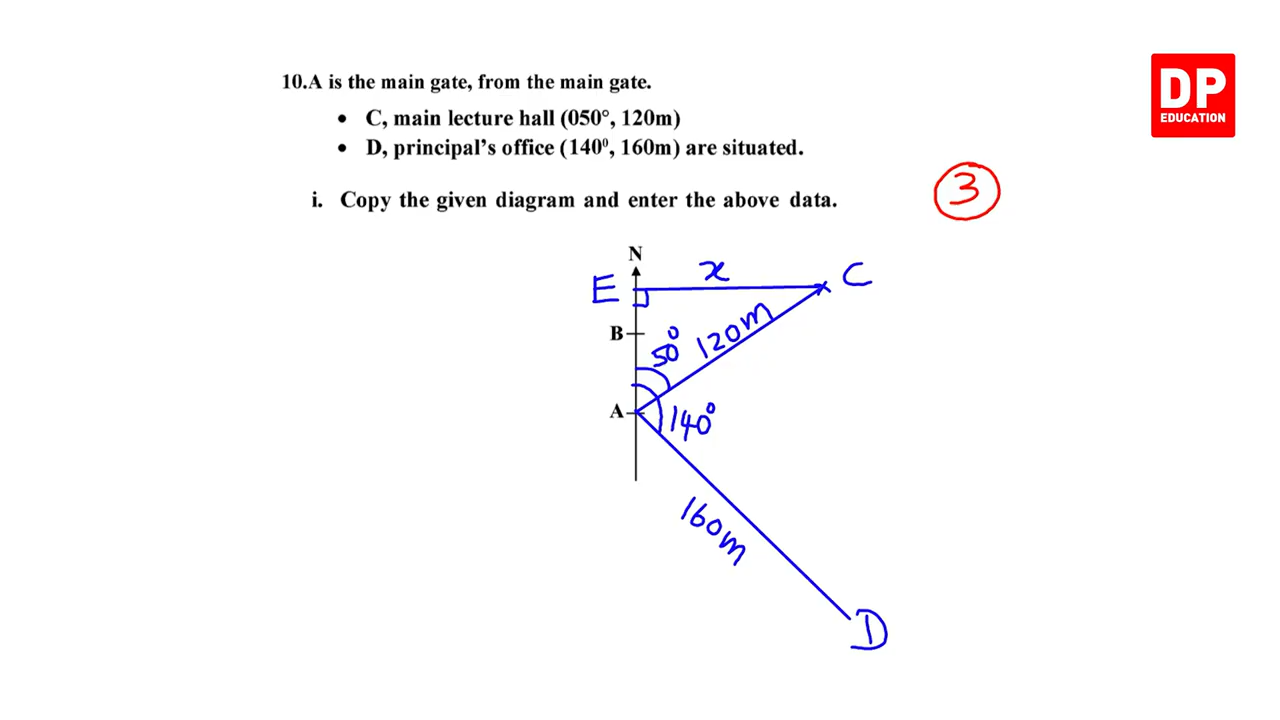 DP
EDUCATION
10.A is the main gate, from the main gate.
• C, main lecture hall (050°, 120m)
• D, principal's office (140⁰, 160m) are situated.
3
i. Copy the given diagram and enter the above data.
N
E x C
B 50° 120m
A 140°
160m
D